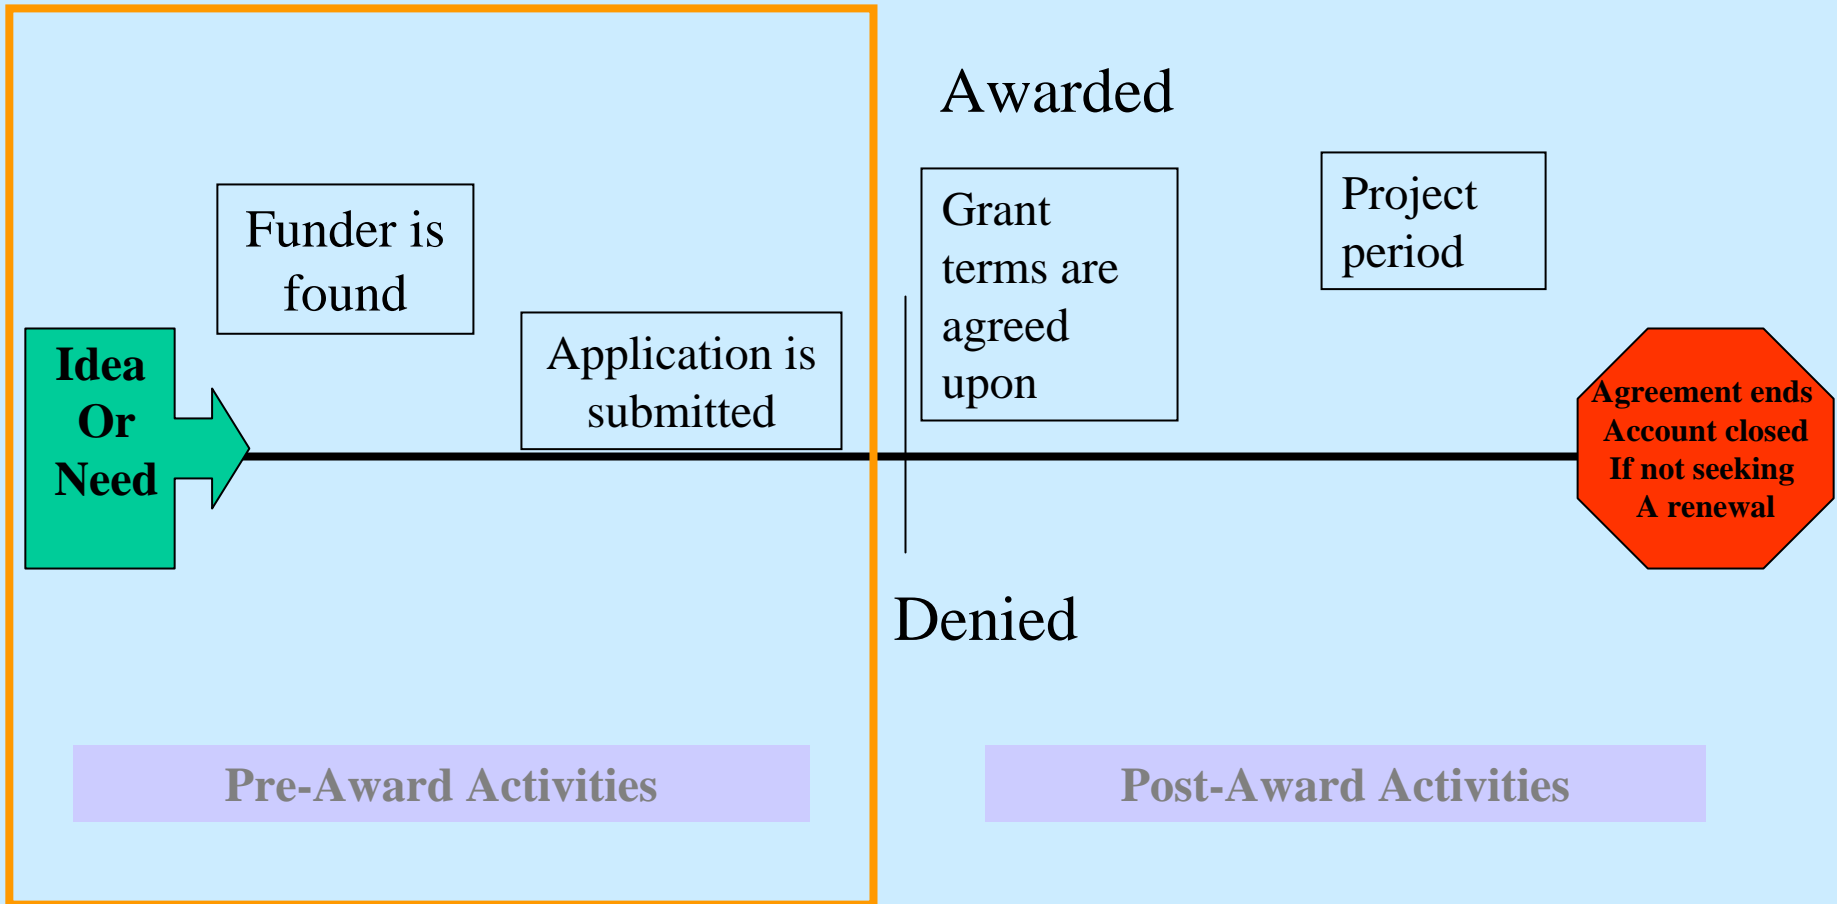 Idea
Or
Need
Funder is
found
Application is
submitted
Awarded
Grant
terms are
agreed
upon
Project
period
Denied
Agreement ends
Account closed
If not seeking
A renewal
Pre-Award Activities
Post-Award Activities